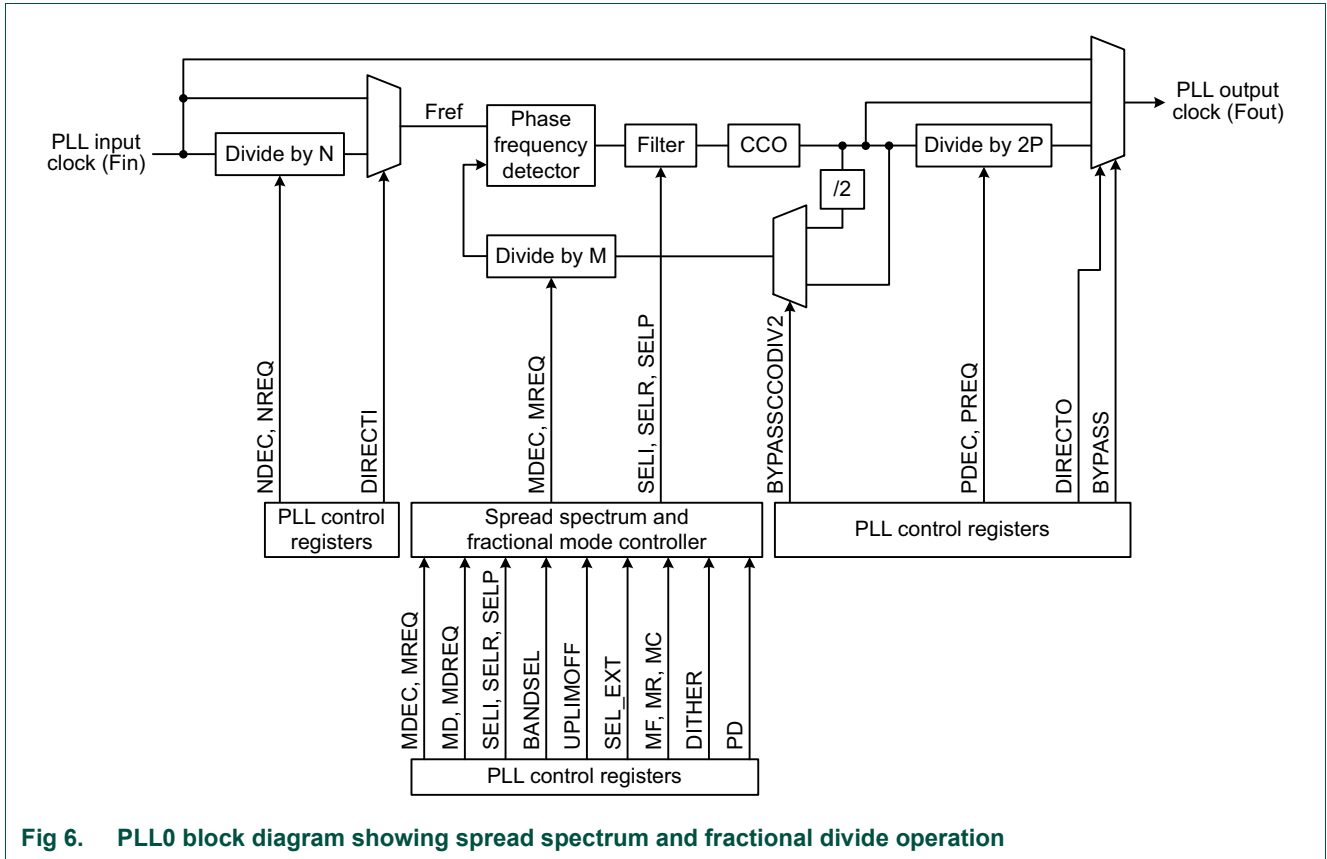 PLL input
clock (Fin)
Divide by N
Fref
Phase
frequency
detector
Filter
CCO
/2
Divide by 2P
PLL output
clock (Fout)
Divide by M
NDEC, NREQ
DIRECTI
MDEC, MREQ
SELI, SELR, SELP
BYPASSCCODIV2
PDEC, PREQ
DIRECTO
BYPASS
PLL control
registers
Spread spectrum and
fractional mode controller
PLL control registers
MDEC, MREQ
MD, MDREQ
SELI, SELR, SELP
BANDSEL
UPLIMOFF
SEL_EXT
MF, MR, MC
DITHER
PD
PLL control registers
Fig 6. PLL0 block diagram showing spread spectrum and fractional divide operation